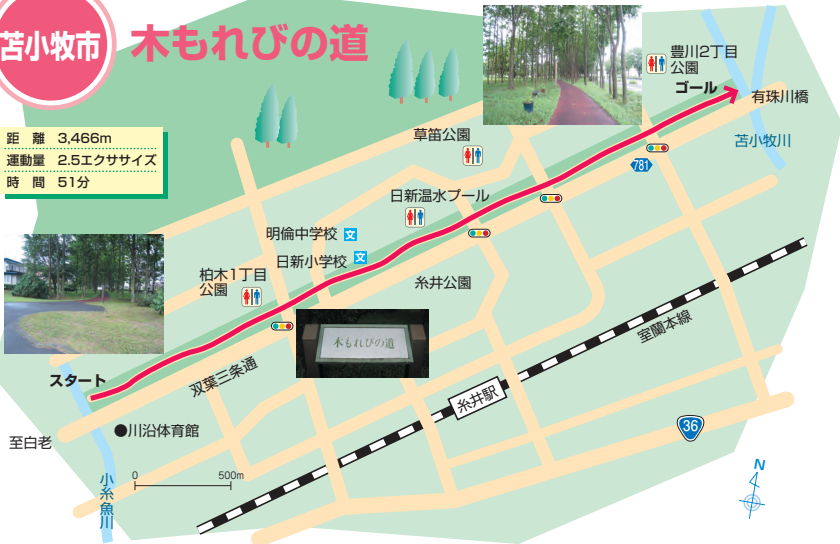 苫小牧市
木もれびの道
距 離 3,466m
運動量 2.5エクササイズ
時 間 51分
豊川2丁目
公園
ゴール
有珠川橋
苫小牧川
781
草笛公園
日新温水プール
明倫中学校
文
日新小学校
文
柏木1丁目
公園
糸井公園
木もれびの道
スタート
双葉三条通
室蘭本線
糸井駅
36
至白老
●川沿体育館
小糸魚川
0 500m
N